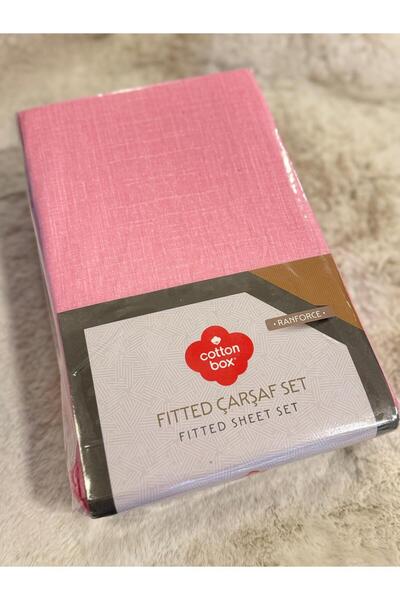 • RANFORCE •
cotton
box®
FITTED ÇARŞAF SET
FITTED SHEET SET